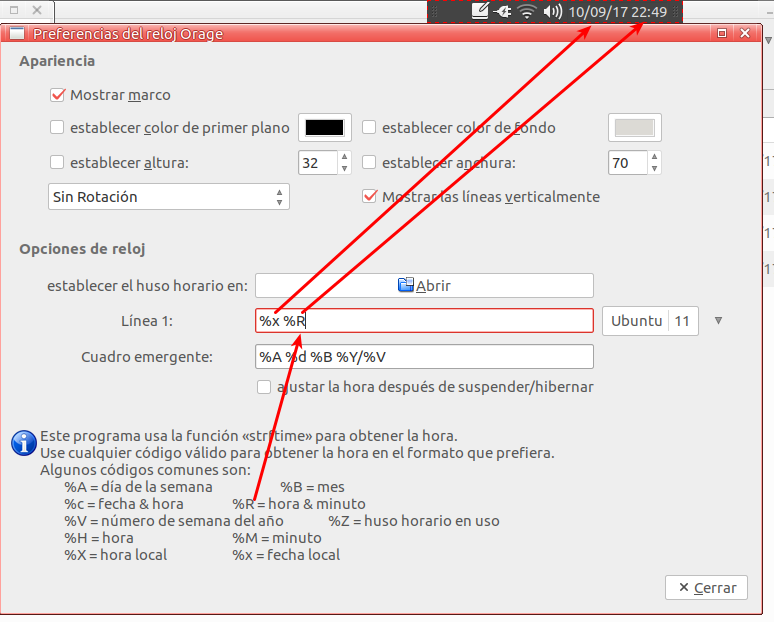 10/09/17 22:49
Preferencias del reloj Orage
Apariencia
Mostrar marco
establecer color de primer plano establecer color de fondo
establecer altura: 32 establecer anchura: 70
Sin Rotación Mostrar las líneas verticalmente
Opciones de reloj
establecer el huso horario en: Abrir
Línea 1: %x %R Ubuntu 11
Cuadro emergente: %A %d %B %Y/%V
ajustar la hora después de suspender/hibernar
Este programa usa la función «strftime» para obtener la hora.
Use cualquier código válido para obtener la hora en el formato que prefiera.
Algunos códigos comunes son:
%A = día de la semana %B = mes
%c = fecha & hora %R = hora & minuto
%V = número de semana del año %Z = huso horario en uso
%H = hora %M = minuto
%X = hora local %x = fecha local
Cerrar